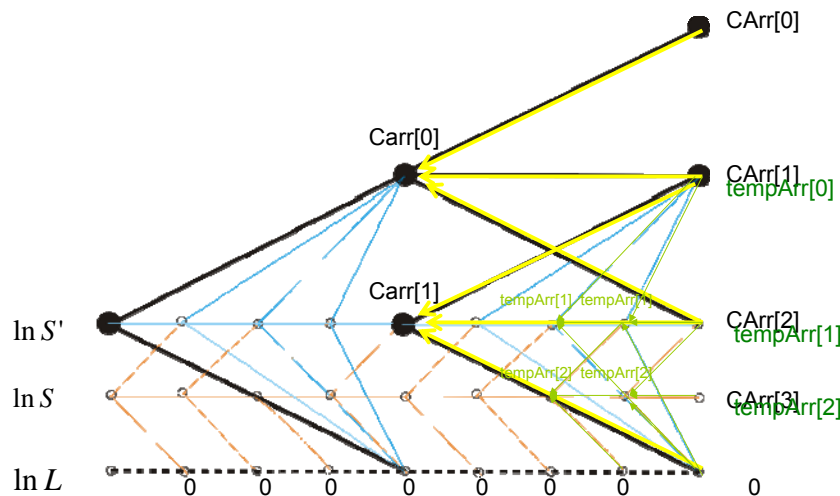 CArr[0]
Carr[0]
CArr[1]
tempArr[0]
Carr[1]
tempArr[1] tempArr[1]
ln S'
CArr[2]
tempArr[1]
tempArr[2] tempArr[2]
ln S
CArr[3]
tempArr[2]
ln L
0 0 0 0 0 0 0 0